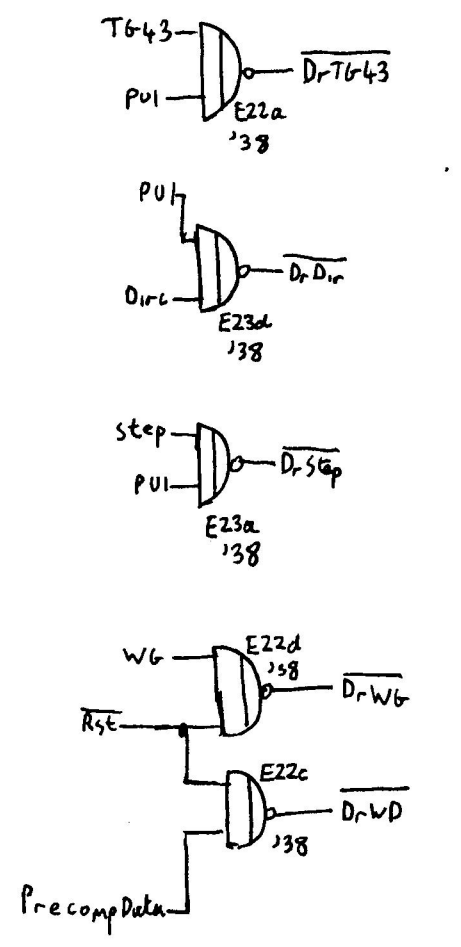 TG43
DrTG43
PU1
E22a
'38
PU1
DrDir
Dirc
E23d
'38
Step
DrStep
PU1
E23a
'38
WG
E22d
'38
DrWG
Rst
E22c
DrWD
'38
PrecompData